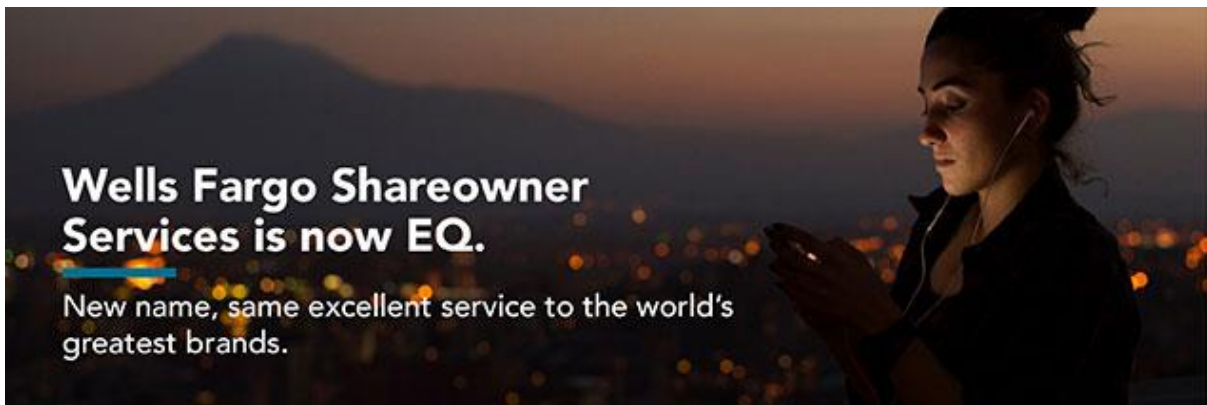 Wells Fargo Shareowner
Services is now EQ.
New name, same excellent service to the world's
greatest brands.